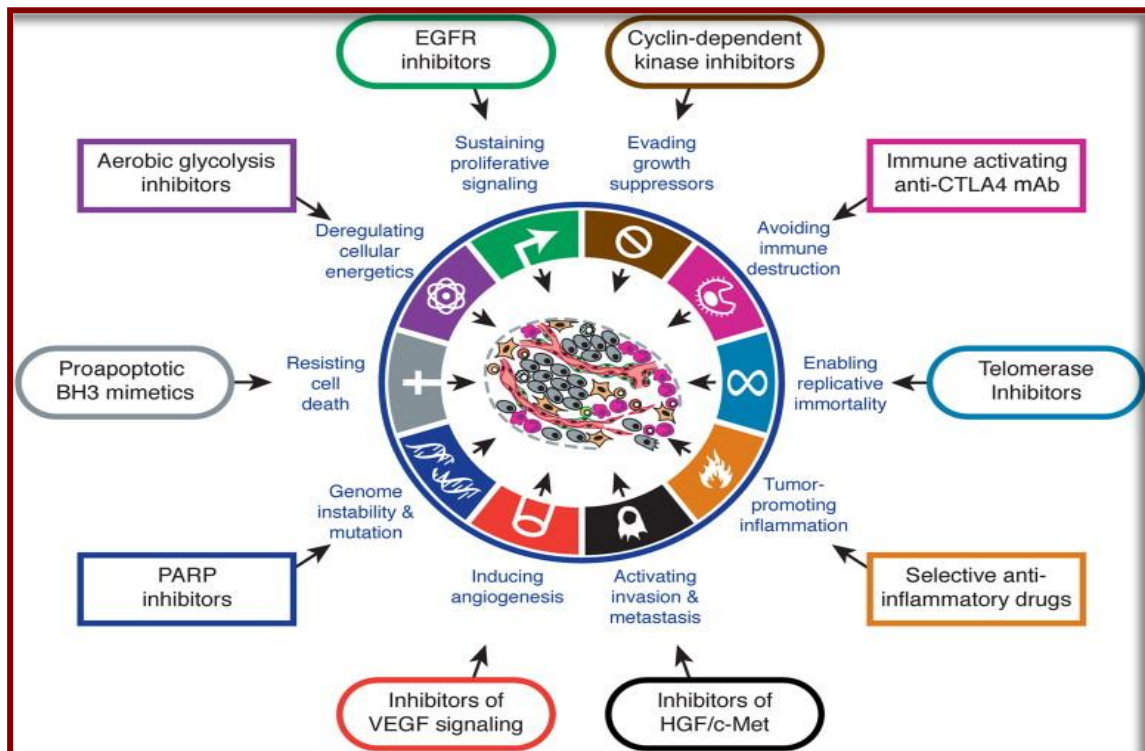 EGFR
inhibitors
Cyclin-dependent
kinase inhibitors
Sustaining
proliferative
signaling
Evading
growth
suppressors
Aerobic glycolysis
inhibitors
Immune activating
anti-CTLA4 mAb
Deregulating
cellular
energetics
Avoiding
immune
destruction
Proapoptotic
BH3 mimetics
Resisting
cell
death
Enabling
replicative
immortality
Telomerase
Inhibitors
Genome
instability &
mutation
Tumor-
promoting
inflammation
PARP
inhibitors
Inducing
angiogenesis
Activating
invasion &
metastasis
Selective anti-
inflammatory drugs
Inhibitors of
VEGF signaling
Inhibitors of
HGF/c-Met